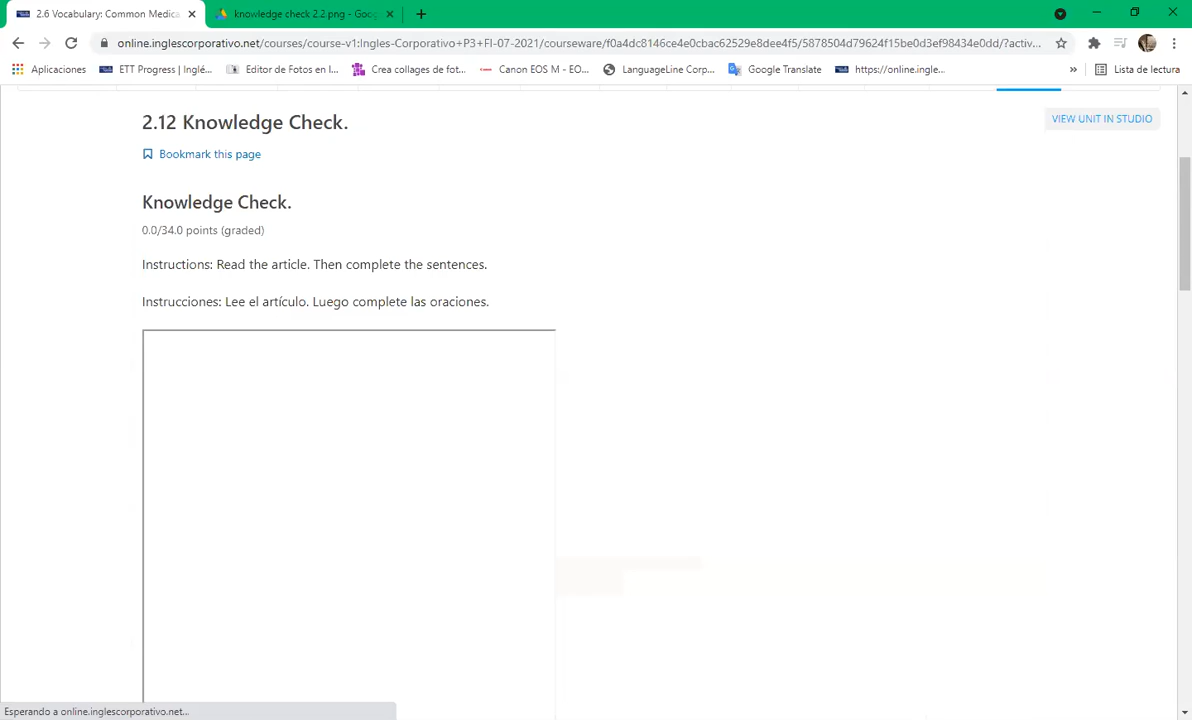 2.6 Vocabulary: Common Medica
knowledge check 2.2.png - Goog
online.inglescorporativo.net/courses/course-v1:Ingles-Corporativo+P3+FI-07-2021/courseware/f0a4dc8146ce4e0cbac62529e8dee4f5/5878504d79624f15be0d3ef98434e0dd/?activ...
Aplicaciones
ETT Progress | Inglé...
Editor de Fotos en l...
Crea collages de fot...
Canon EOS M - EO...
LanguageLine Corp...
Google Translate
https://online.ingle...
»
Lista de lectura
2.12 Knowledge Check.
VIEW UNIT IN STUDIO
Bookmark this page
Knowledge Check.
0.0/34.0 points (graded)
Instructions: Read the article. Then complete the sentences.
Instrucciones: Lee el artículo. Luego complete las oraciones.
Esperando a online.inglescorporativo.net...